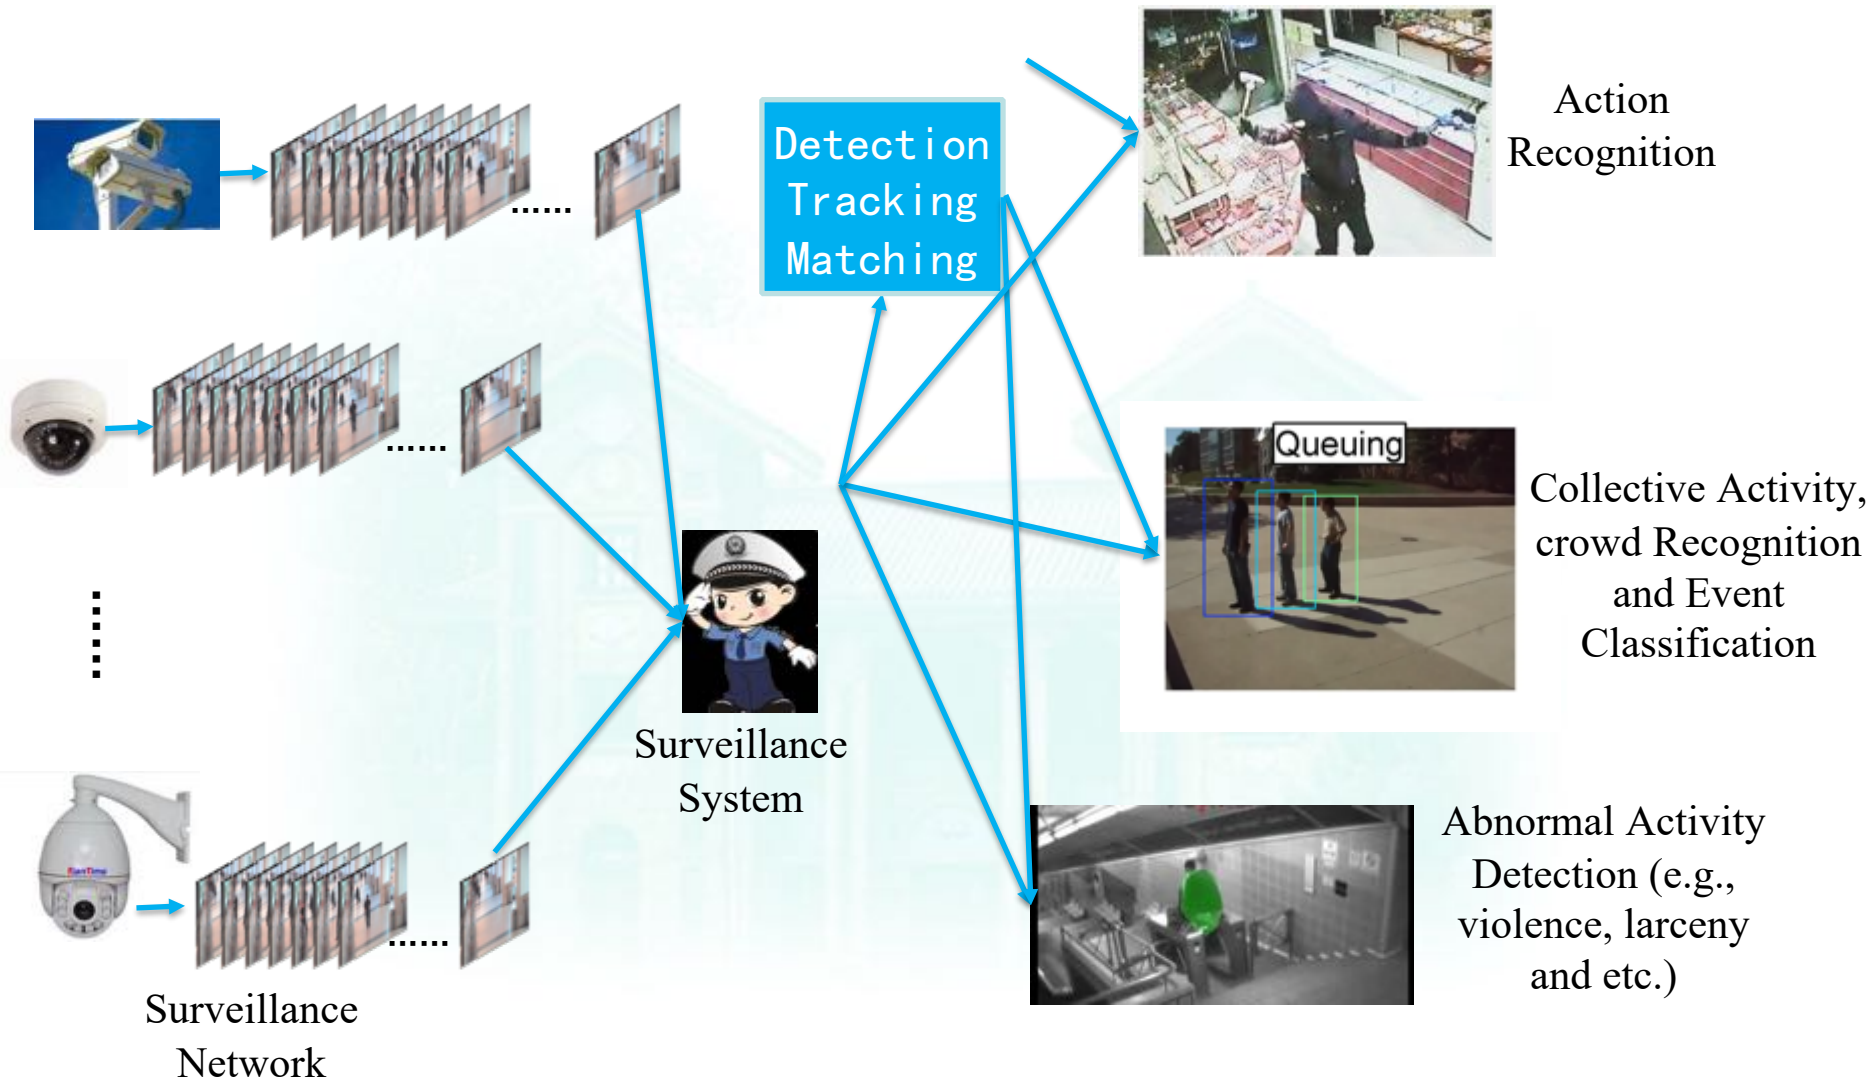 Detection
Tracking
Matching
Action
Recognition
......
......
Queuing
Collective Activity,
crowd Recognition
and Event
Classification
......
Surveillance
System
Abnormal Activity
Detection (e.g.,
violence, larceny
and etc.)
......
Surveillance
Network